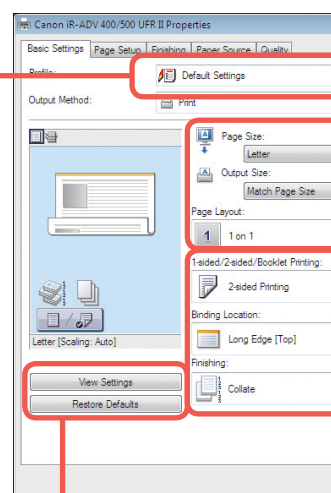 Canon iR-ADV 400/500 UFR II Properties
Basic Settings Page Setup Finishing Paper Source Quality
Profile:
Default Settings
Output Method:
Print
Page Size:
Letter
Output Size:
Match Page Size
Page Layout:
1 1 on 1
1-sided/2-sided/Booklet Printing:
2-sided Printing
Binding Location:
Long Edge [Top]
Letter [Scaling: Auto]
Finishing:
Collate
View Settings
Restore Defaults